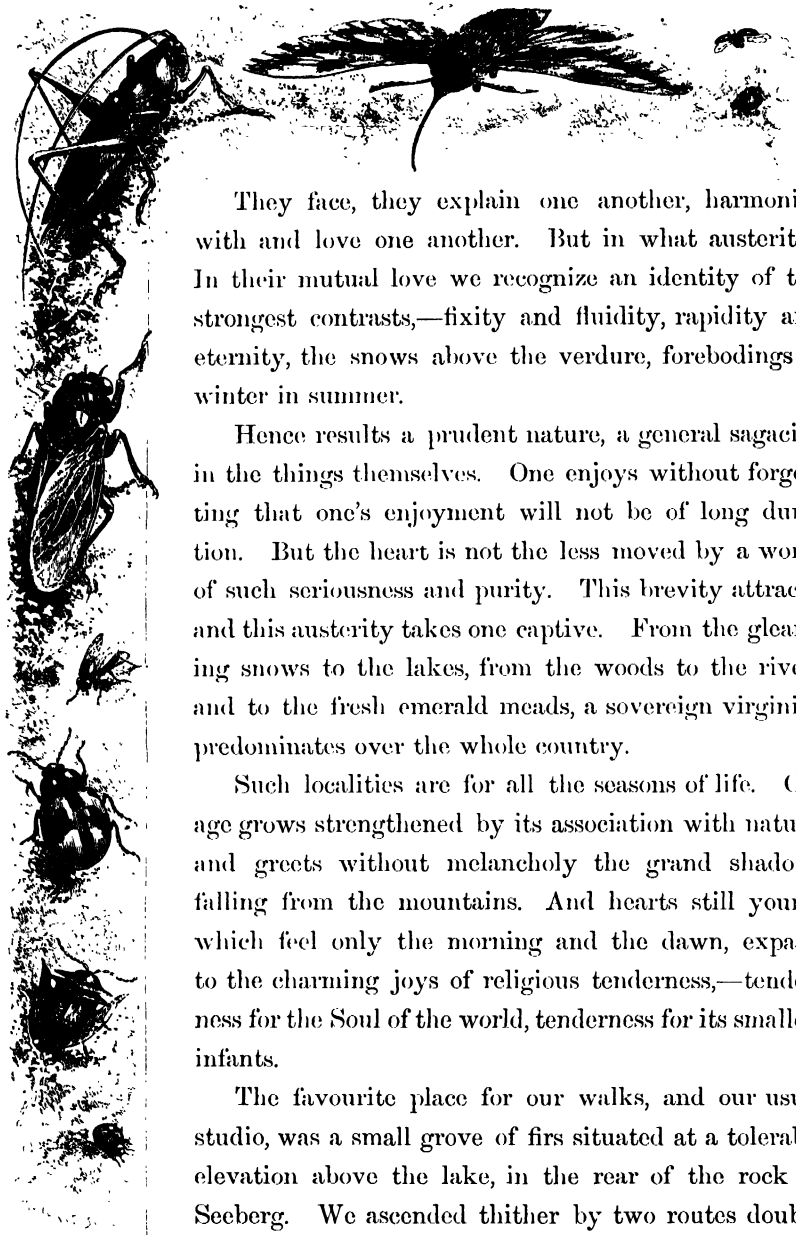 They face, they explain one another, harmoni
with and love one another. But in what austerit
In their mutual love we recognize an identity of t
strongest contrasts,—fixity and fluidity, rapidity a
eternity, the snows above the verdure, forebodings
winter in summer.
Hence results a prudent nature, a general sagaci
in the things themselves. One enjoys without forge
ting that one's enjoyment will not be of long dur
tion. But the heart is not the less moved by a wor
of such seriousness and purity. This brevity attrac
and this austerity takes one captive. From the glea
ing snows to the lakes, from the woods to the rive
and to the fresh emerald meads, a sovereign virgini
predominates over the whole country.
Such localities are for all the seasons of life. O
age grows strengthened by its association with natu
and greets without melancholy the grand shado
falling from the mountains. And hearts still youn
which feel only the morning and the dawn, expa
to the charming joys of religious tenderness,—tende
ness for the Soul of the world, tenderness for its smalle
infants.
The favourite place for our walks, and our usu
studio, was a small grove of firs situated at a tolerab
elevation above the lake, in the rear of the rock
Seeberg. We ascended thither by two routes doub